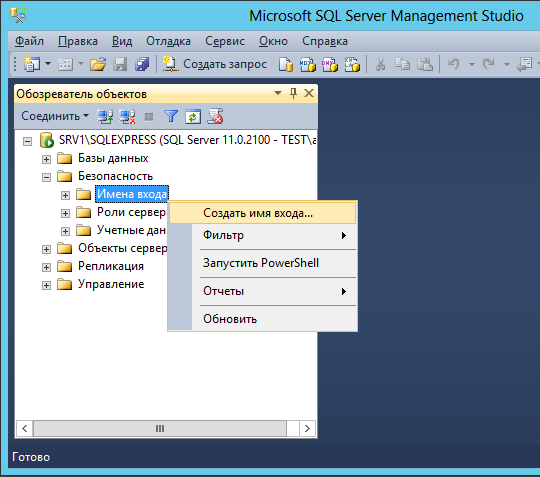 Microsoft SQL Server Management Studio
Файл Правка Вид Отладка Сервис Окно Справка
Создать запрос
Обозреватель объектов
Соединить
SRV1\SQLEXPRESS (SQL Server 11.0.2100 - TEST\a
Базы данных
Безопасность
Имена входа
Создать имя входа...
Роли сервер
Фильтр
Учетные дан
Объекты сервер
Запустить PowerShell
Репликация
Управление
Отчеты
Обновить
Готово